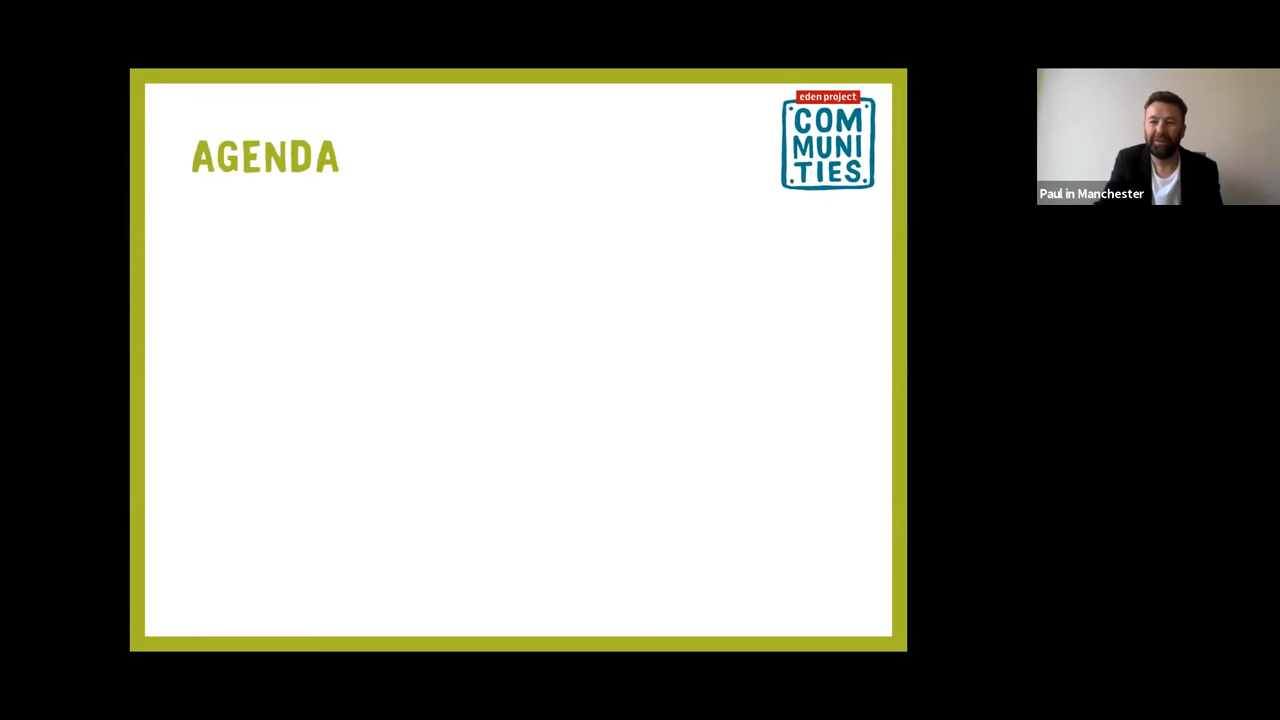 AGENDA
eden project
COM
MUNI
TIES
Paul in Manchester